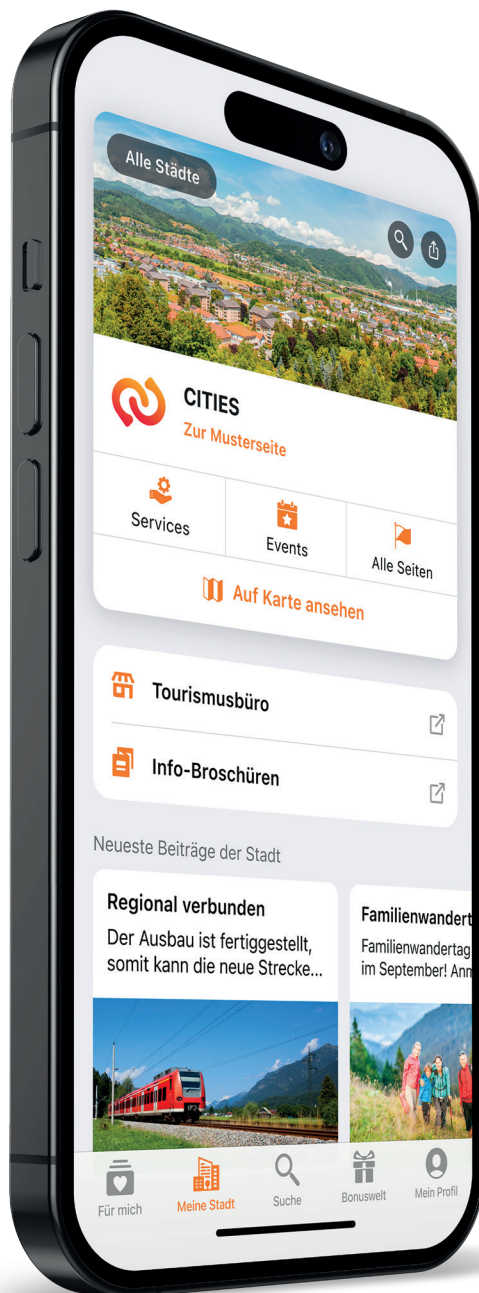 Alle Städte
CITIES
Zur Musterseite
Services
Events
Alle Seiten
Auf Karte ansehen
Tourismusbüro
Info-Broschüren
Neueste Beiträge der Stadt
Regional verbunden
Der Ausbau ist fertiggestellt,
somit kann die neue Strecke...
Familienwandert
Familienwandertag
im September! Anm
Für mich
Meine Stadt
Suche
Bonuswelt
Mein Profil